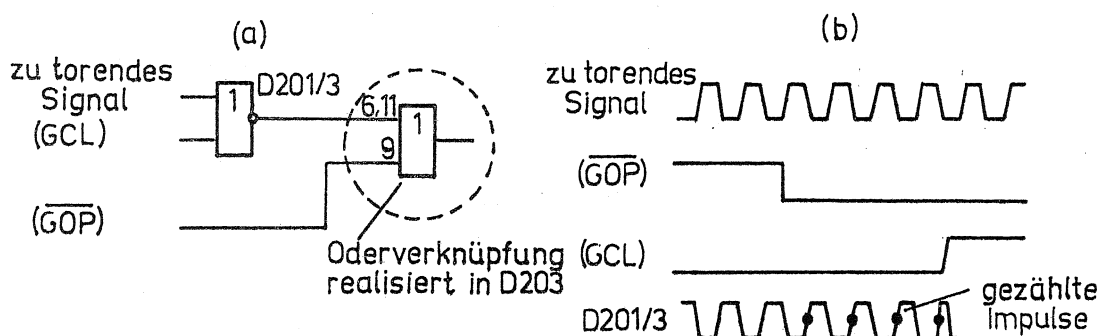 (a)
zu torendes
Signal
(GCL)
1
D201/3
6,11
1
9
(GOP)
Oderverknüpfung
realisiert in D203
(b)
zu torendes
Signal
(GOP)
(GCL)
D201/3
gezählte
Impulse